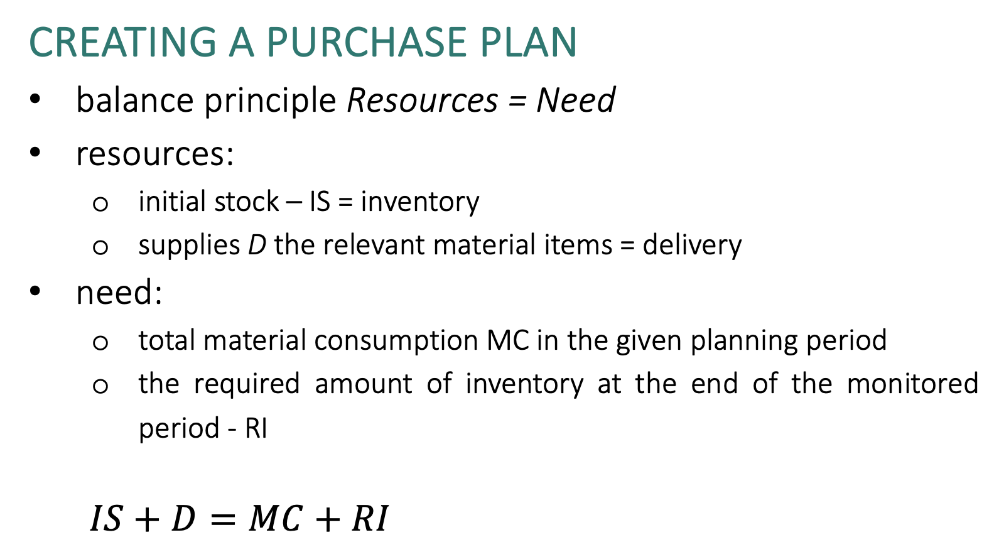 CREATING A PURCHASE PLAN
• balance principle Resources = Need
• resources:
o initial stock – IS = inventory
o supplies D the relevant material items = delivery
• need:
o total material consumption MC in the given planning period
o the required amount of inventory at the end of the monitored
period - RI
IS + D = MC + RI